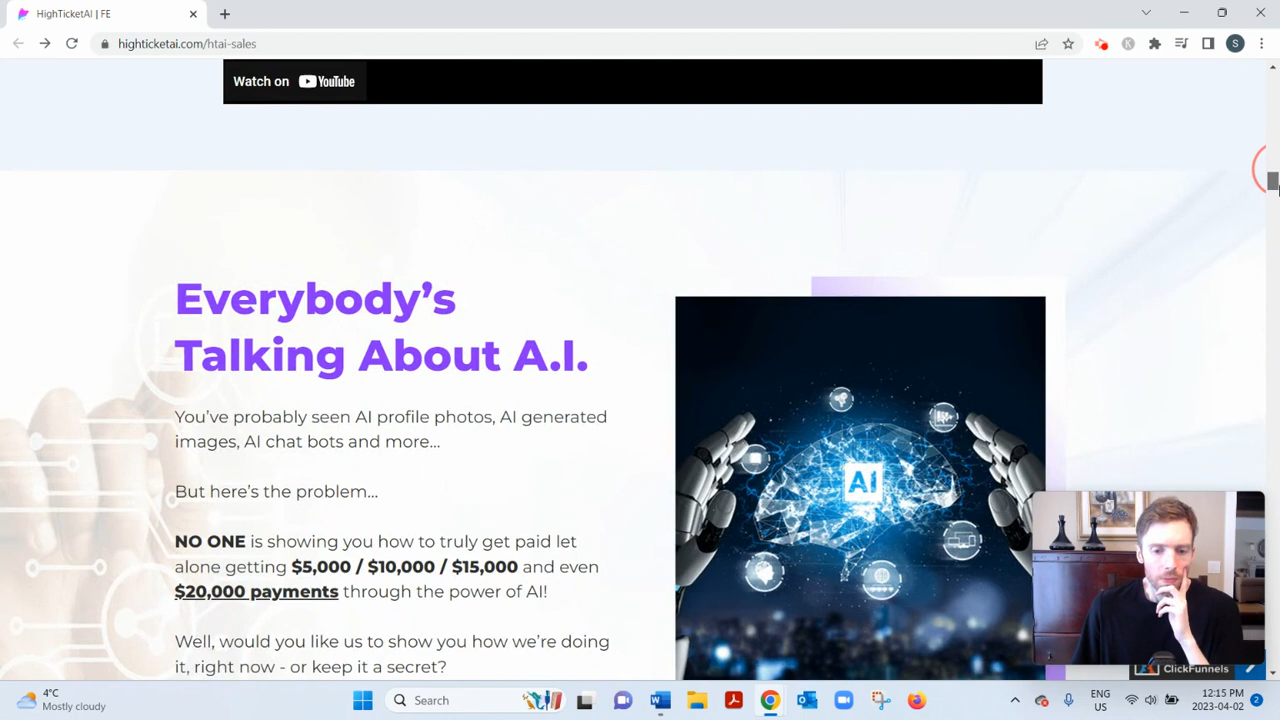 HighTicketAI | FE
highticketai.com/htai-sales
K
S
Watch on YouTube
Everybody’s
Talking About A.I.
You’ve probably seen AI profile photos, AI generated
images, AI chat bots and more...
But here’s the problem...
NO ONE is showing you how to truly get paid let
alone getting $5,000 / $10,000 / $15,000 and even
$20,000 payments through the power of AI!
Well, would you like us to show you how we’re doing
it, right now - or keep it a secret?
AI
ClickFunnels
4°C
Mostly cloudy
Search
ENG
US
12:15 PM
2023-04-02
2